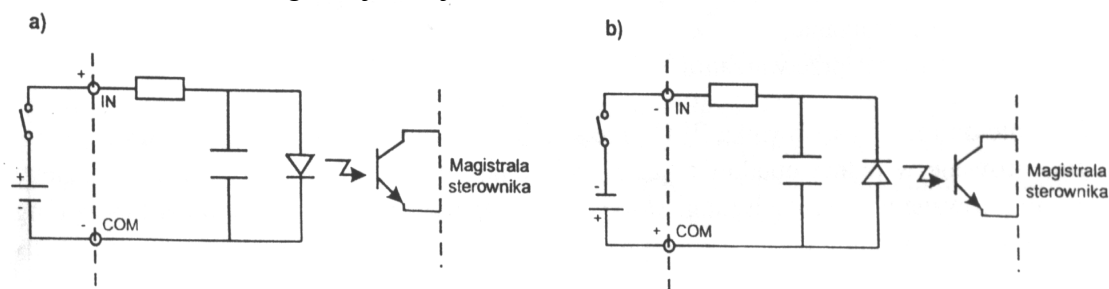 a)
+
IN
+
-
-
COM
Magistrala
sterownika
b)
-
IN
-
+
+
COM
Magistrala
sterownika